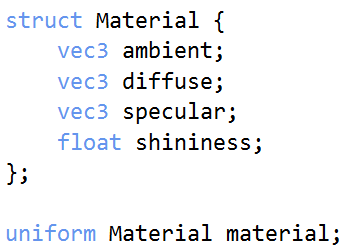 struct Material {
    vec3 ambient;
    vec3 diffuse;
    vec3 specular;
    float shininess;
};

uniform Material material;